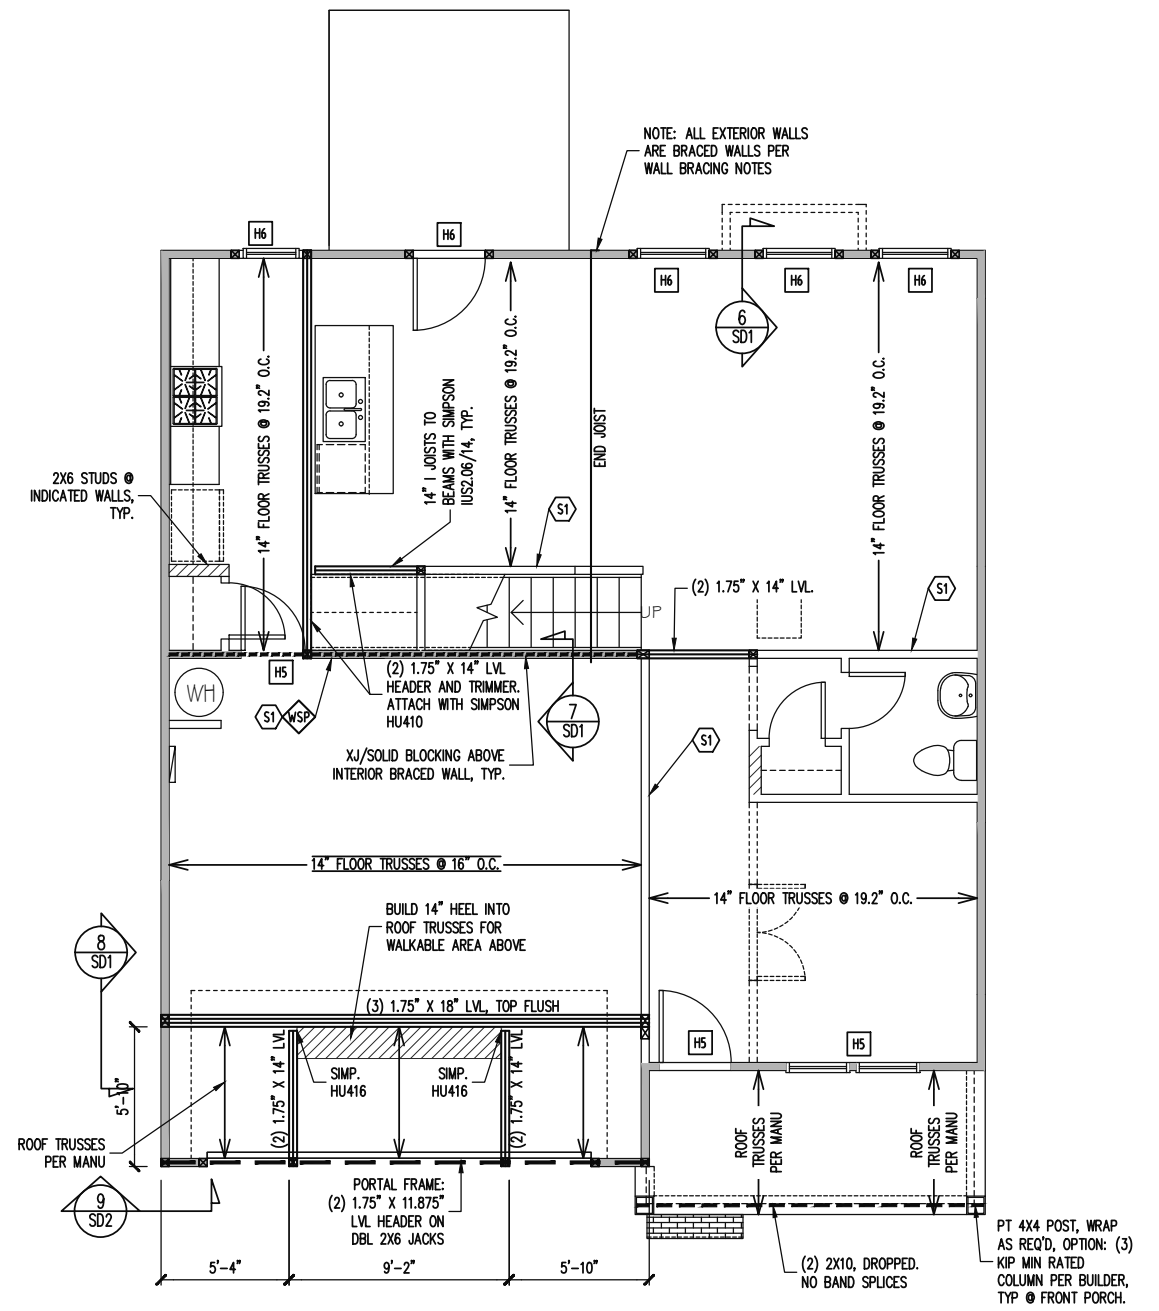 NOTE: ALL EXTERIOR WALLS
ARE BRACED WALLS PER
WALL BRACING NOTES
H6
H6
H6
H6
H6
6
SD1
14" FLOOR TRUSSES @ 19.2" O.C.
14" I JOISTS TO
BEAMS WITH SIMPSON
IUS2.06/14, TYP.
14" FLOOR TRUSSES @ 19.2" O.C.
END JOIST
14" FLOOR TRUSSES @ 19.2" O.C.
2X6 STUDS @
INDICATED WALLS,
TYP.
S1
(2) 1.75" X 14" LVL.
S1
UP
H5
WH
S1
WSP
(2) 1.75" X 14" LVL
HEADER AND TRIMMER.
ATTACH WITH SIMPSON
HU410
7
SD1
S1
XJ/SOLID BLOCKING ABOVE
INTERIOR BRACED WALL, TYP.
14" FLOOR TRUSSES @ 16" O.C.
14" FLOOR TRUSSES @ 19.2" O.C.
BUILD 14" HEEL INTO
ROOF TRUSSES FOR
WALKABLE AREA ABOVE
8
SD1
(3) 1.75" X 18" LVL, TOP FLUSH
H5
H5
5'-10"
(2) 1.75" X 14" LVL
SIMP.
HU416
SIMP.
HU416
(2) 1.75" X 14" LVL
ROOF TRUSSES
PER MANU
ROOF
TRUSSES
PER MANU
ROOF
TRUSSES
PER MANU
9
SD2
PORTAL FRAME:
(2) 1.75" X 11.875"
LVL HEADER ON
DBL 2X6 JACKS
PT 4X4 POST, WRAP
AS REQ'D, OPTION: (3)
KIP MIN RATED
COLUMN PER BUILDER,
TYP @ FRONT PORCH.
(2) 2X10, DROPPED.
NO BAND SPLICES
5'-4"
9'-2"
5'-10"